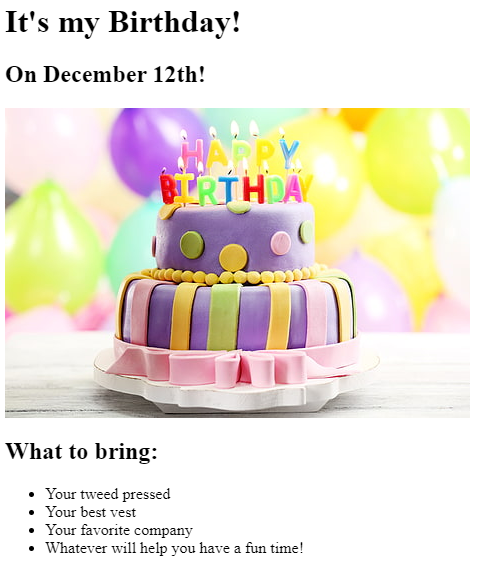 It's my Birthday!
On December 12th!
HAPPY
BIRTHDAY
What to bring:
Your tweed pressed
Your best vest
Your favorite company
Whatever will help you have a fun time!